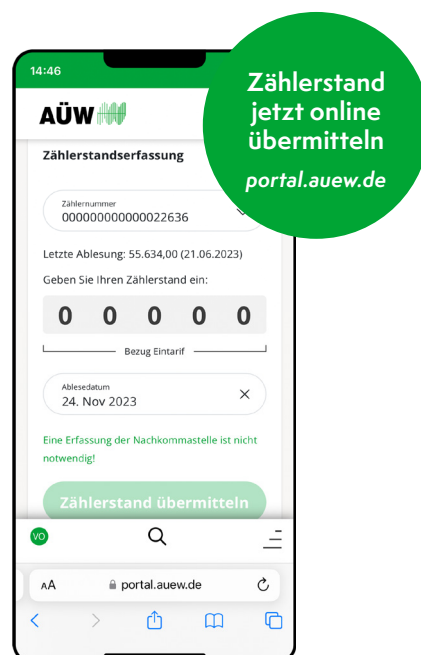 14:46
Zählerstand
jetzt online
übermitteln
portal.auew.de
AÜW
Zählerstandserfassung
Zählernummer
000000000000022636
Letzte Ablesung: 55.634,00 (21.06.2023)
Geben Sie Ihren Zählerstand ein:
0 0 0 0 0
Bezug Eintarif
Ablesedatum
24. Nov 2023
Eine Erfassung der Nachkommastelle ist nicht
notwendig!
Zählerstand übermitteln
VO
AA portal.auew.de